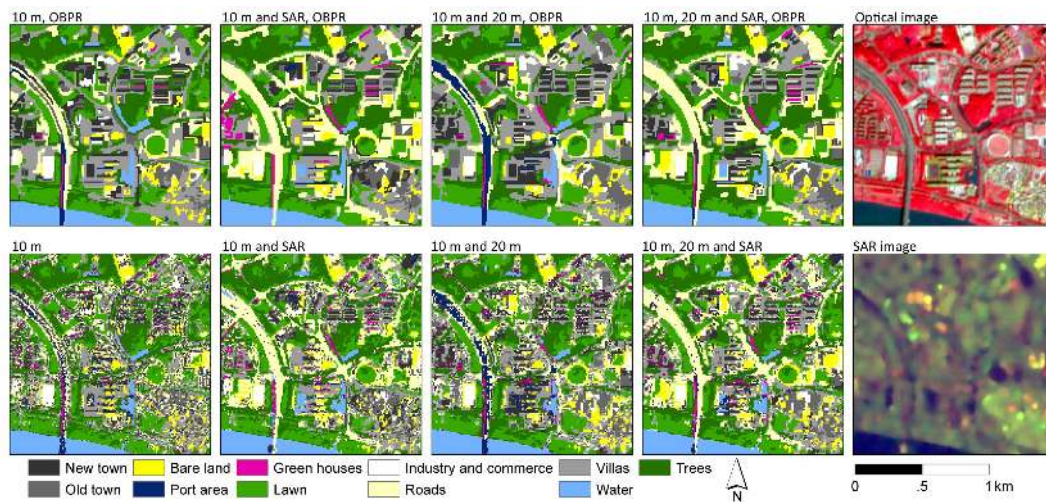 10 m, OBPR
10 m and SAR, OBPR
10 m and 20 m, OBPR
10 m, 20 m and SAR, OBPR
Optical image
10 m
10 m and SAR
10 m and 20 m
10 m, 20 m and SAR
SAR image
New town
Bare land
Green houses
Industry and commerce
Villas
Trees
Old town
Port area
Lawn
Roads
Water
N
0 .5 1 km